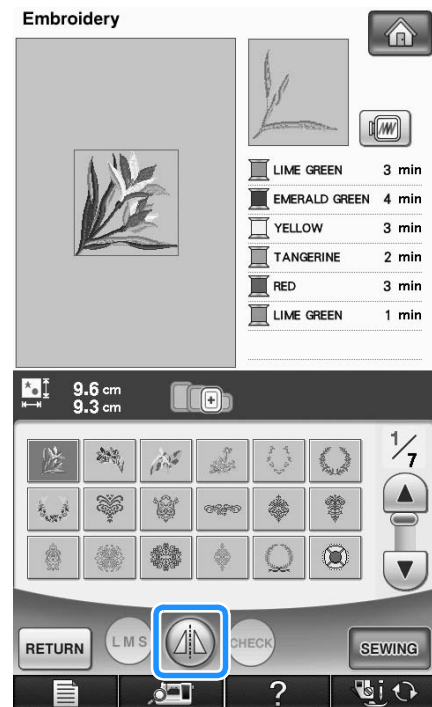 Embroidery
LIME GREEN 3 min
EMERALD GREEN 4 min
YELLOW 3 min
TANGERINE 2 min
RED 3 min
LIME GREEN 1 min
9.6 cm
9.3 cm
1/7
RETURN
L M S
CHECK
SEWING
?